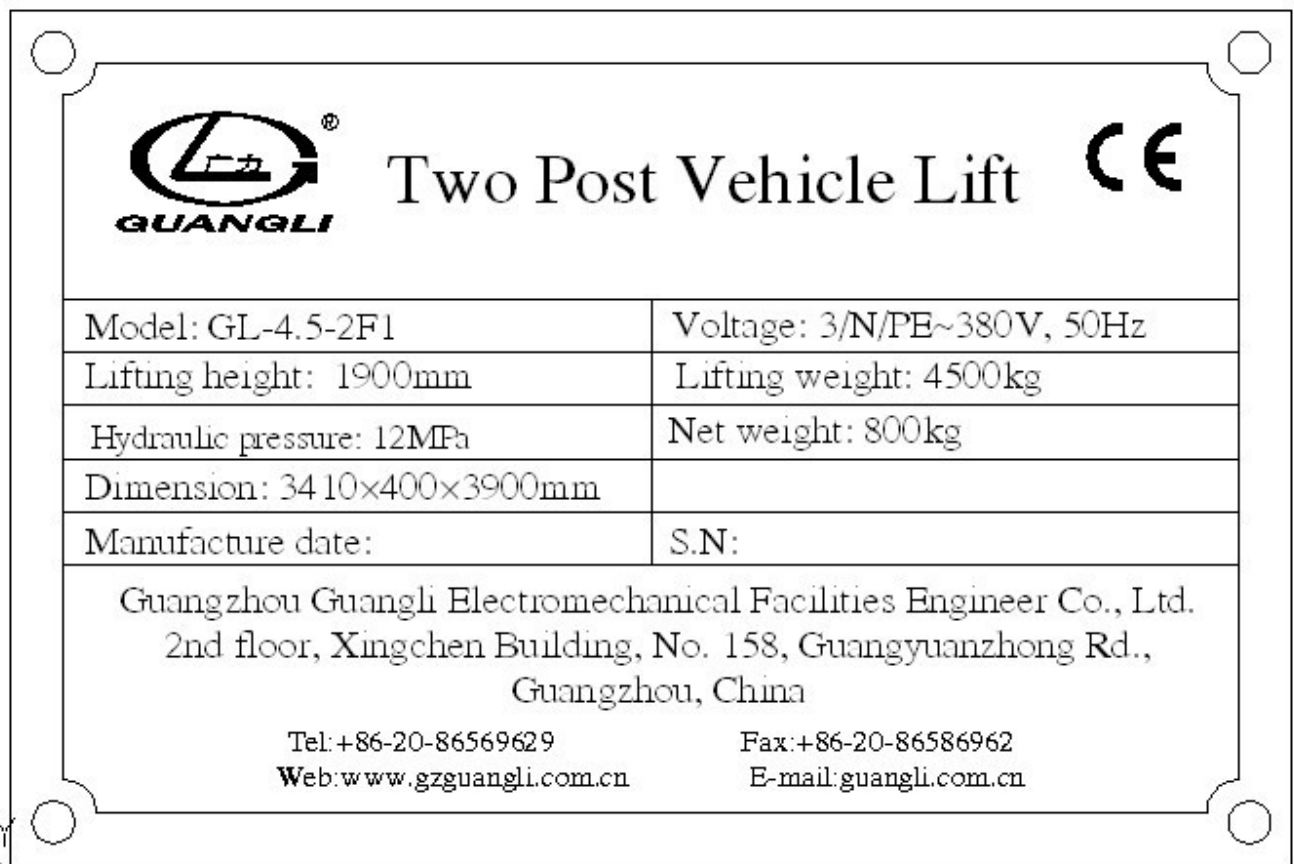 广力
®
GUANGLI
Two Post Vehicle Lift
CE
Model: GL-4.5-2F1
Voltage: 3/N/PE~380V, 50Hz
Lifting height: 1900mm
Lifting weight: 4500kg
Hydraulic pressure: 12MPa
Net weight: 800kg
Dimension: 3410×400×3900mm
Manufacture date:
S.N:
Guangzhou Guangli Electromechanical Facilities Engineer Co., Ltd.
2nd floor, Xingchen Building, No. 158, Guangyuanzhong Rd.,
Guangzhou, China
Tel:+86-20-86569629
Fax:+86-20-86586962
Web:www.gzguangli.com.cn
E-mail:guangli.com.cn